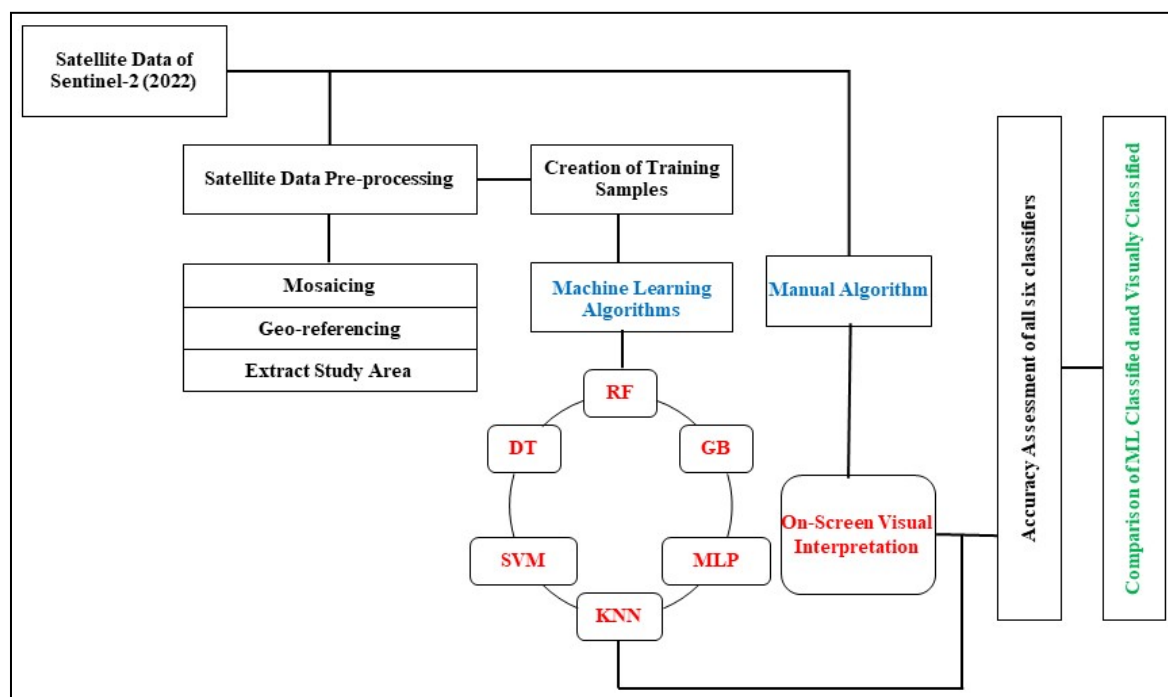 Satellite Data of
Sentinel-2 (2022)
Satellite Data Pre-processing
Creation of Training
Samples
Mosaicing
Geo-referencing
Extract Study Area
Machine Learning
Algorithms
Manual Algorithm
RF
DT
GB
SVM
MLP
KNN
On-Screen Visual
Interpretation
Accuracy Assessment of all six classifiers
Comparison of ML Classified and Visually Classified